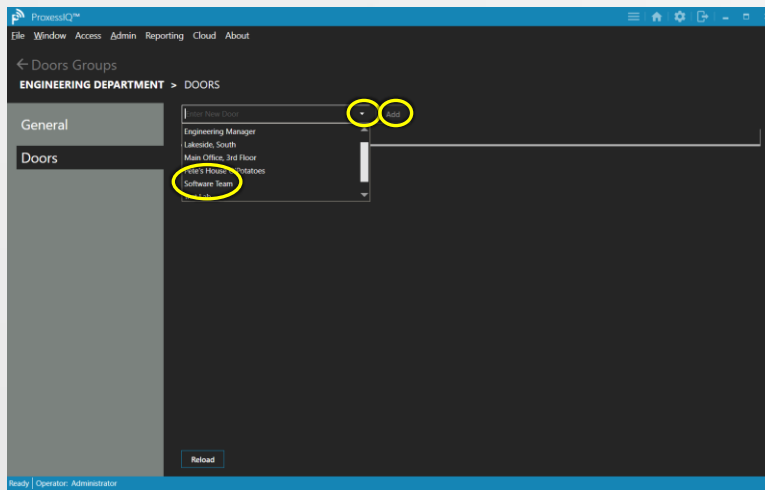 ProxessIQ™
File Window Access Admin Reporting Cloud About
Doors Groups
ENGINEERING DEPARTMENT > DOORS
General
Doors
Enter New Door
Add
Engineering Manager
Lakeside, South
Main Office, 3rd Floor
Pete's House o' Potatoes
Software Team
Reload
Ready Operator: Administrator